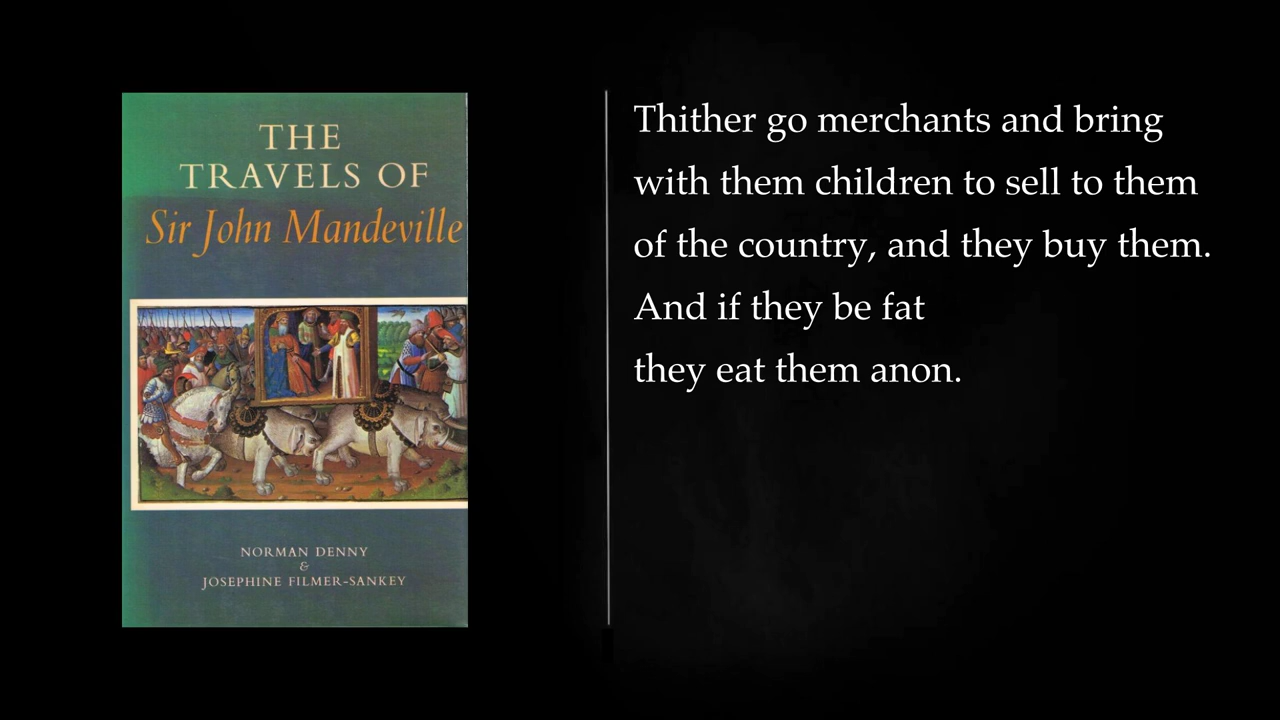 THE
TRAVELS OF
Sir John Mandeville
NORMAN DENNY
&
JOSEPHINE FILMER-SANKEY
Thither go merchants and bring
with them children to sell to them
of the country, and they buy them.
And if they be fat
they eat them anon.